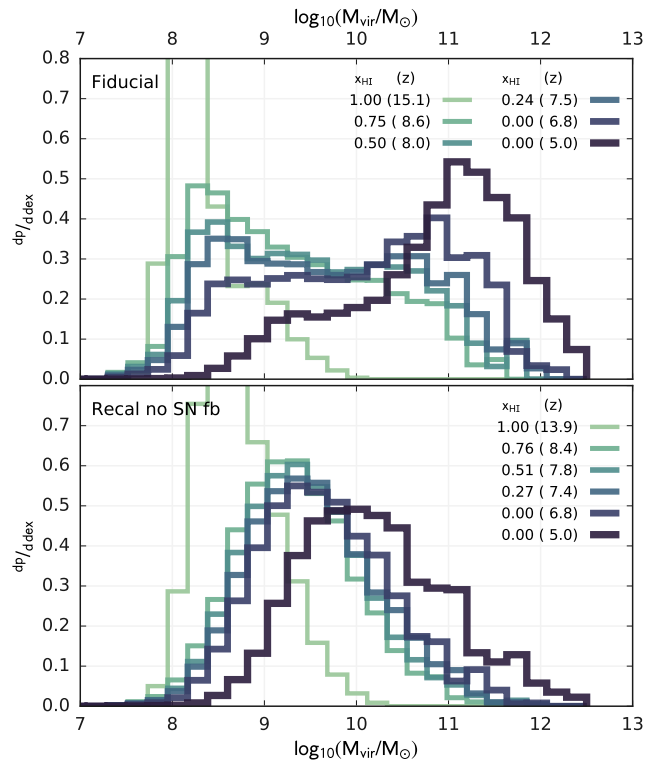 log₁₀(Mᵥᵢᵣ/M☉)
7 8 9 10 11 12 13
0.8
0.7
0.6
0.5
0.4
0.3
0.2
0.1
0.0
dp/d dex
Fiducial
x_HI (z) x_HI (z)
1.00 (15.1) 0.24 ( 7.5)
0.75 ( 8.6) 0.00 ( 6.8)
0.50 ( 8.0) 0.00 ( 5.0)
Recal no SN fb
x_HI (z)
1.00 (13.9)
0.76 ( 8.4)
0.51 ( 7.8)
0.27 ( 7.4)
0.00 ( 6.8)
0.00 ( 5.0)
0.7
0.6
0.5
0.4
0.3
0.2
0.1
0.0
dp/d dex
7 8 9 10 11 12 13
log₁₀(Mᵥᵢᵣ/M☉)